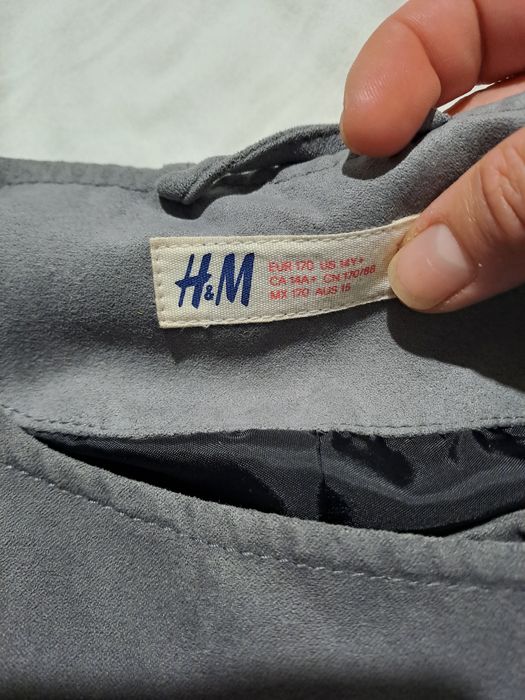 H&M
EUR 170 US 14Y+
CA 14A+ CN 170/88
MX 170 AUS 15